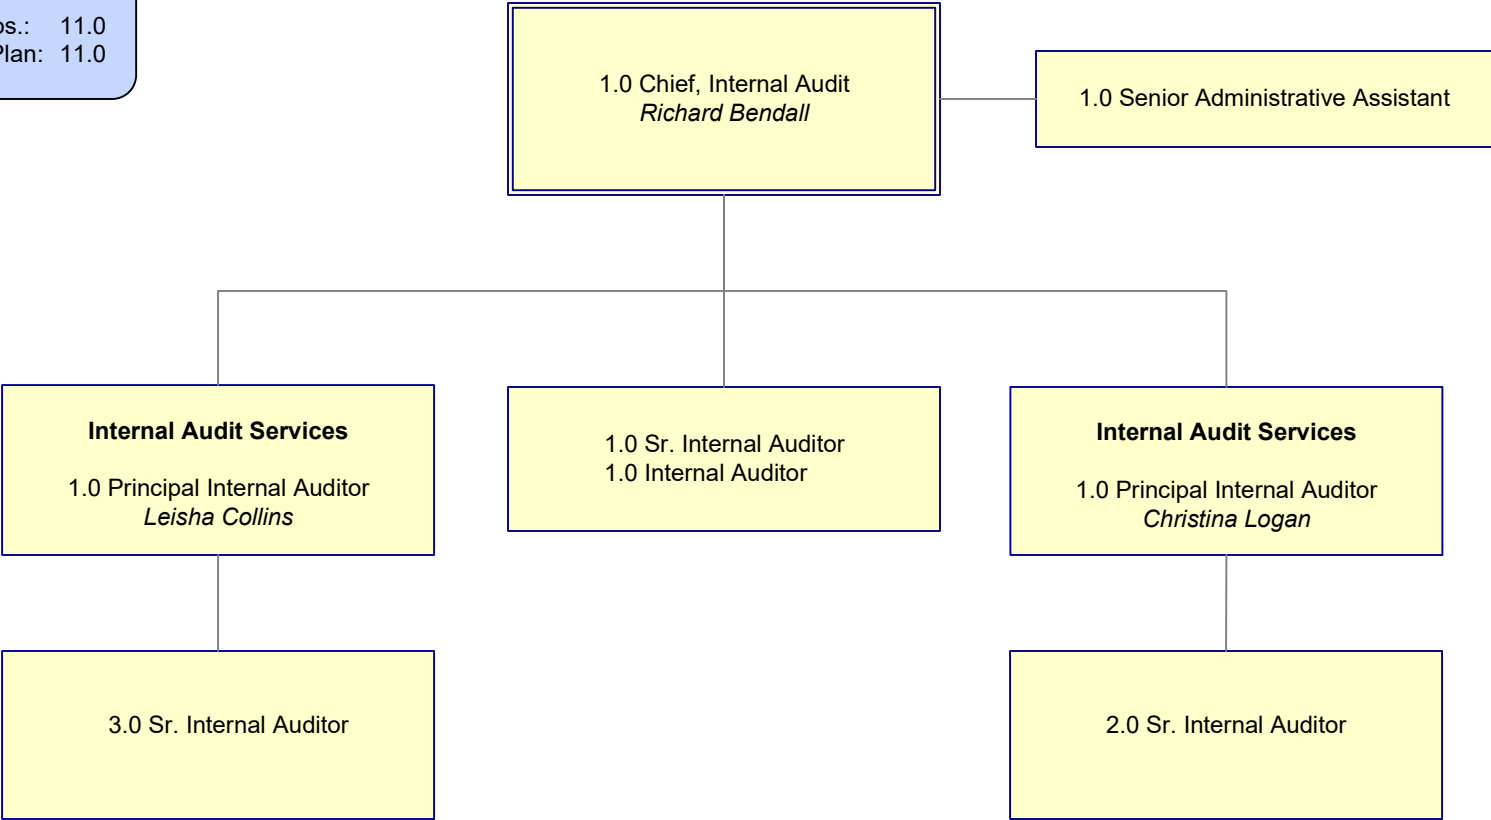 11.0
11.0
1.0 Chief, Internal Audit
Richard Bendall
1.0 Senior Administrative Assistant
Internal Audit Services
1.0 Principal Internal Auditor
Leisha Collins
1.0 Sr. Internal Auditor
1.0 Internal Auditor
Internal Audit Services
1.0 Principal Internal Auditor
Christina Logan
3.0 Sr. Internal Auditor
2.0 Sr. Internal Auditor